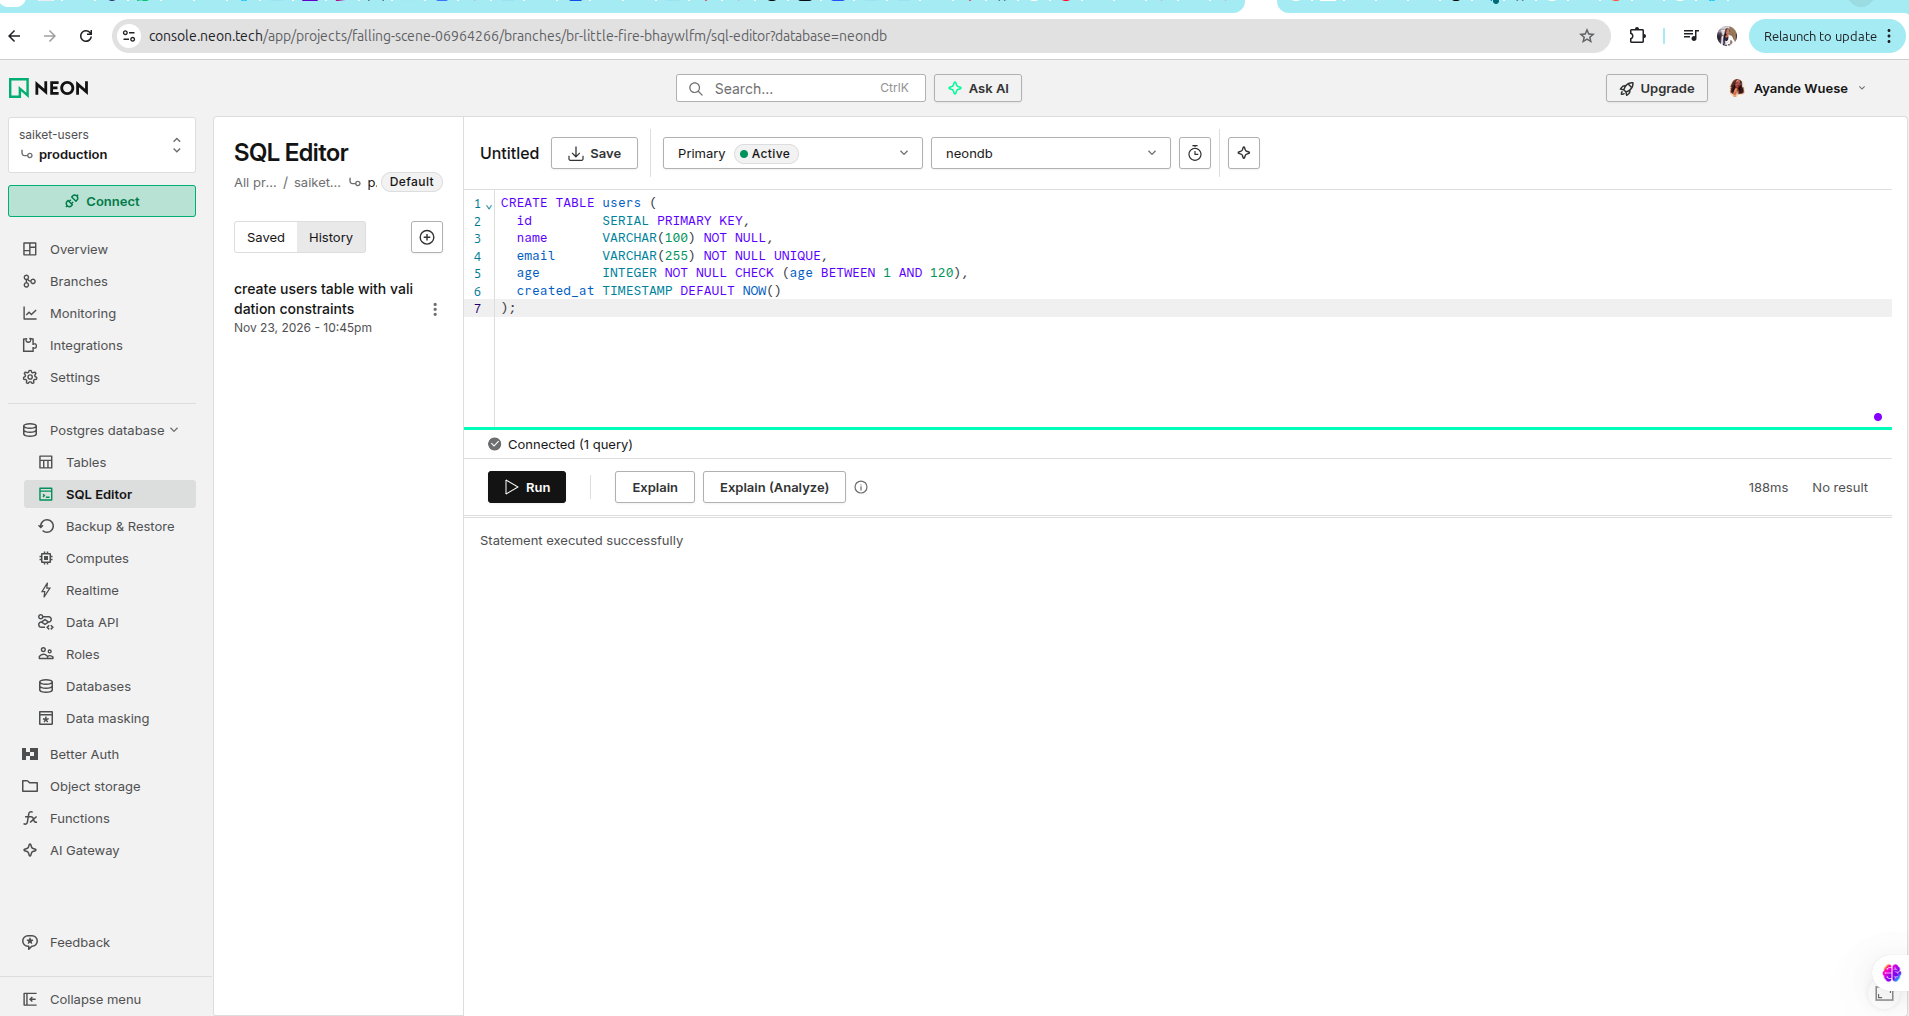 console.neon.tech/app/projects/falling-scene-06964266/branches/br-little-fire-bhaywlfm/sql-editor?database=neondb
Relaunch to update
NEON
Search...
CtrlK
Ask AI
Upgrade
Ayande Wuese
saiket-users
production
Connect
Overview
Branches
Monitoring
Integrations
Settings
Postgres database
Tables
SQL Editor
Backup & Restore
Computes
Realtime
Data API
Roles
Databases
Data masking
Better Auth
Object storage
Functions
AI Gateway
Feedback
Collapse menu
SQL Editor
All pr... / saiket... p. Default
Saved
History
create users table with vali
dation constraints
Nov 23, 2026 - 10:45pm
Untitled
Save
Primary Active
neondb
1 CREATE TABLE users (
2 id SERIAL PRIMARY KEY,
3 name VARCHAR(100) NOT NULL,
4 email VARCHAR(255) NOT NULL UNIQUE,
5 age INTEGER NOT NULL CHECK (age BETWEEN 1 AND 120),
6 created_at TIMESTAMP DEFAULT NOW()
7 );
Connected (1 query)
Run
Explain
Explain (Analyze)
188ms
No result
Statement executed successfully